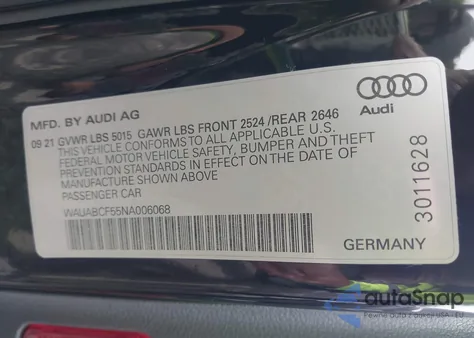 MFD. BY AUDI AG
09 21 GVWR LBS 5015 GAWR LBS FRONT 2524 /REAR 2646
THIS VEHICLE CONFORMS TO ALL APPLICABLE U.S.
FEDERAL MOTOR VEHICLE SAFETY, BUMPER AND THEFT
PREVENTION STANDARDS IN EFFECT ON THE DATE OF
MANUFACTURE SHOWN ABOVE
PASSENGER CAR
WAUABCF55NA006068
Audi
3011628
GERMANY
autoSnap
Pewne auto z